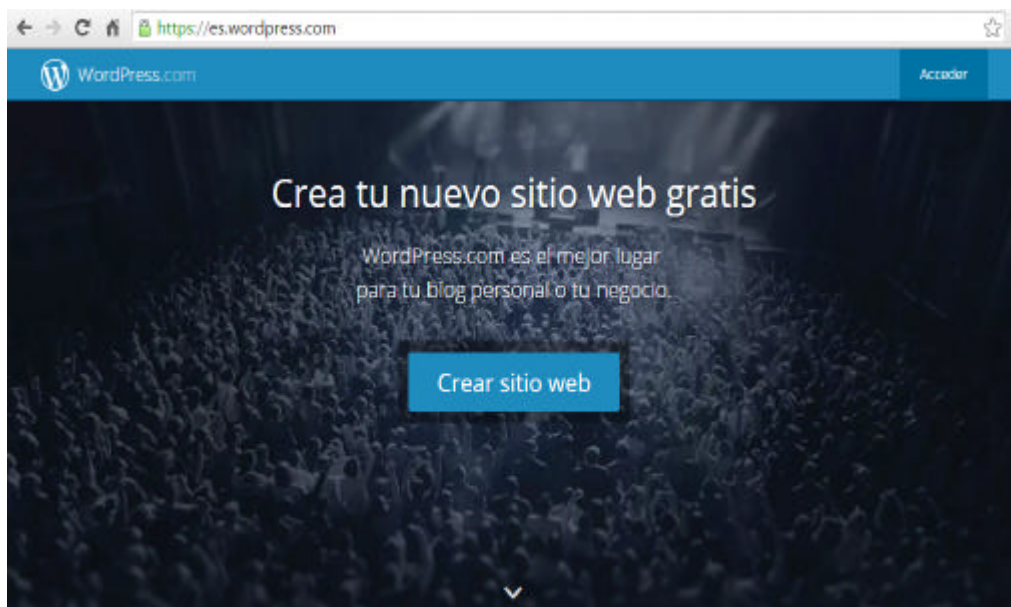 https://es.wordpress.com
WordPress.com
Acceder
Crea tu nuevo sitio web gratis
WordPress.com es el mejor lugar
para tu blog personal o tu negocio.
Crear sitio web